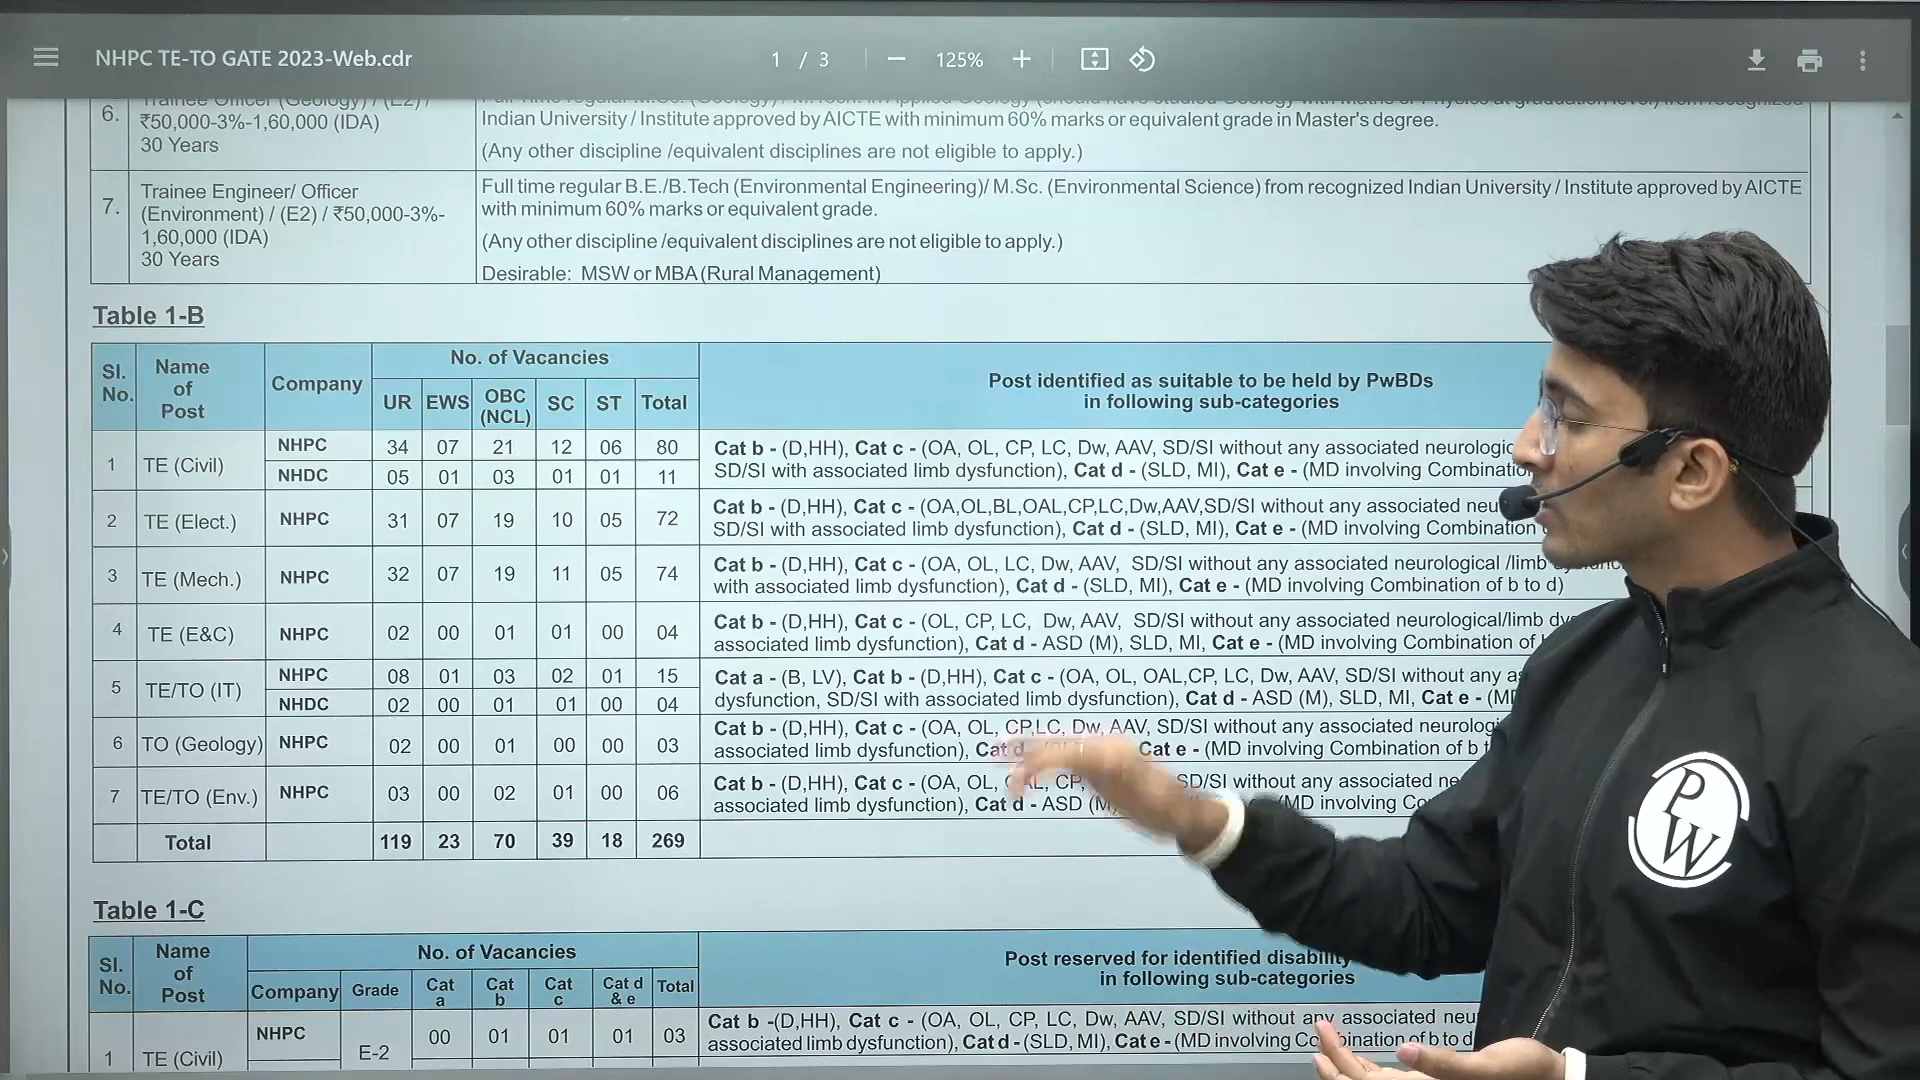 NHPC TE-TO GATE 2023-Web.cdr
1 / 3
125%
6.
Trainee Officer (Geology) / (E2) /
₹50,000-3%-1,60,000 (IDA)
30 Years
Indian University / Institute approved by AICTE with minimum 60% marks or equivalent grade in Master's degree.
(Any other discipline /equivalent disciplines are not eligible to apply.)
7.
Trainee Engineer/ Officer
(Environment) / (E2) / ₹50,000-3%-
1,60,000 (IDA)
30 Years
Full time regular B.E./B.Tech (Environmental Engineering)/ M.Sc. (Environmental Science) from recognized Indian University / Institute approved by AICTE
with minimum 60% marks or equivalent grade.
(Any other discipline /equivalent disciplines are not eligible to apply.)
Desirable: MSW or MBA (Rural Management)
Table 1-B
Sl. No. Name of Post Company No. of Vacancies Post identified as suitable to be held by PwBDs
in following sub-categories
UR EWS OBC (NCL) SC ST Total
1 TE (Civil) NHPC 34 07 21 12 06 80 Cat b - (D,HH), Cat c - (OA, OL, CP, LC, Dw, AAV, SD/SI without any associated
NHDC 05 01 03 01 01 11 SD/SI with associated limb dysfunction), Cat d - (SLD, MI), Cat e - (MD involving
2 TE (Elect.) NHPC 31 07 19 10 05 72 Cat b - (D,HH), Cat c - (OA,OL,BL,OAL,CP,LC,Dw,AAV,SD/SI without any associated
SD/SI with associated limb dysfunction), Cat d - (SLD, MI), Cat e - (MD involving Combination
3 TE (Mech.) NHPC 32 07 19 11 05 74 Cat b - (D,HH), Cat c - (OA, OL, LC, Dw, AAV, SD/SI without any associated neurological /limb
with associated limb dysfunction), Cat d - (SLD, MI), Cat e - (MD involving Combination of b to d)
4 TE (E&C) NHPC 02 00 01 01 00 04 Cat b - (D,HH), Cat c - (OL, CP, LC, Dw, AAV, SD/SI without any associated neurological/limb
associated limb dysfunction), Cat d - ASD (M), SLD, MI, Cat e - (MD involving Combination of
5 TE/TO (IT) NHPC 08 01 03 02 01 15 Cat a - (B, LV), Cat b - (D,HH), Cat c - (OA, OL, OAL,CP, LC, Dw, AAV, SD/SI without any
NHDC 02 00 01 01 00 04 dysfunction, SD/SI with associated limb dysfunction), Cat d - ASD (M), SLD, MI, Cat e -
6 TO (Geology) NHPC 02 00 01 00 00 03 Cat b - (D,HH), Cat c - (OA, OL, CP,LC, Dw, AAV, SD/SI without any associated
associated limb dysfunction), Cat d Cat e - (MD involving Combination of b
7 TE/TO (Env.) NHPC 03 00 02 01 00 06 Cat b - (D,HH), Cat c - (OA, OL, OAL, CP, SD/SI without any associated
associated limb dysfunction), Cat d - ASD (M), (MD involving
Total 119 23 70 39 18 269
Table 1-C
Sl. No. Name of Post No. of Vacancies Post reserved for identified disability
in following sub-categories
Company Grade Cat a Cat b Cat c Cat d & e Total
1 TE (Civil) NHPC E-2 00 01 01 01 03 Cat b -(D,HH), Cat c - (OA, OL, CP, LC, Dw, AAV, SD/SI without any associated
associated limb dysfunction), Cat d - (SLD, MI), Cat e - (MD involving Combination of b to d
PW